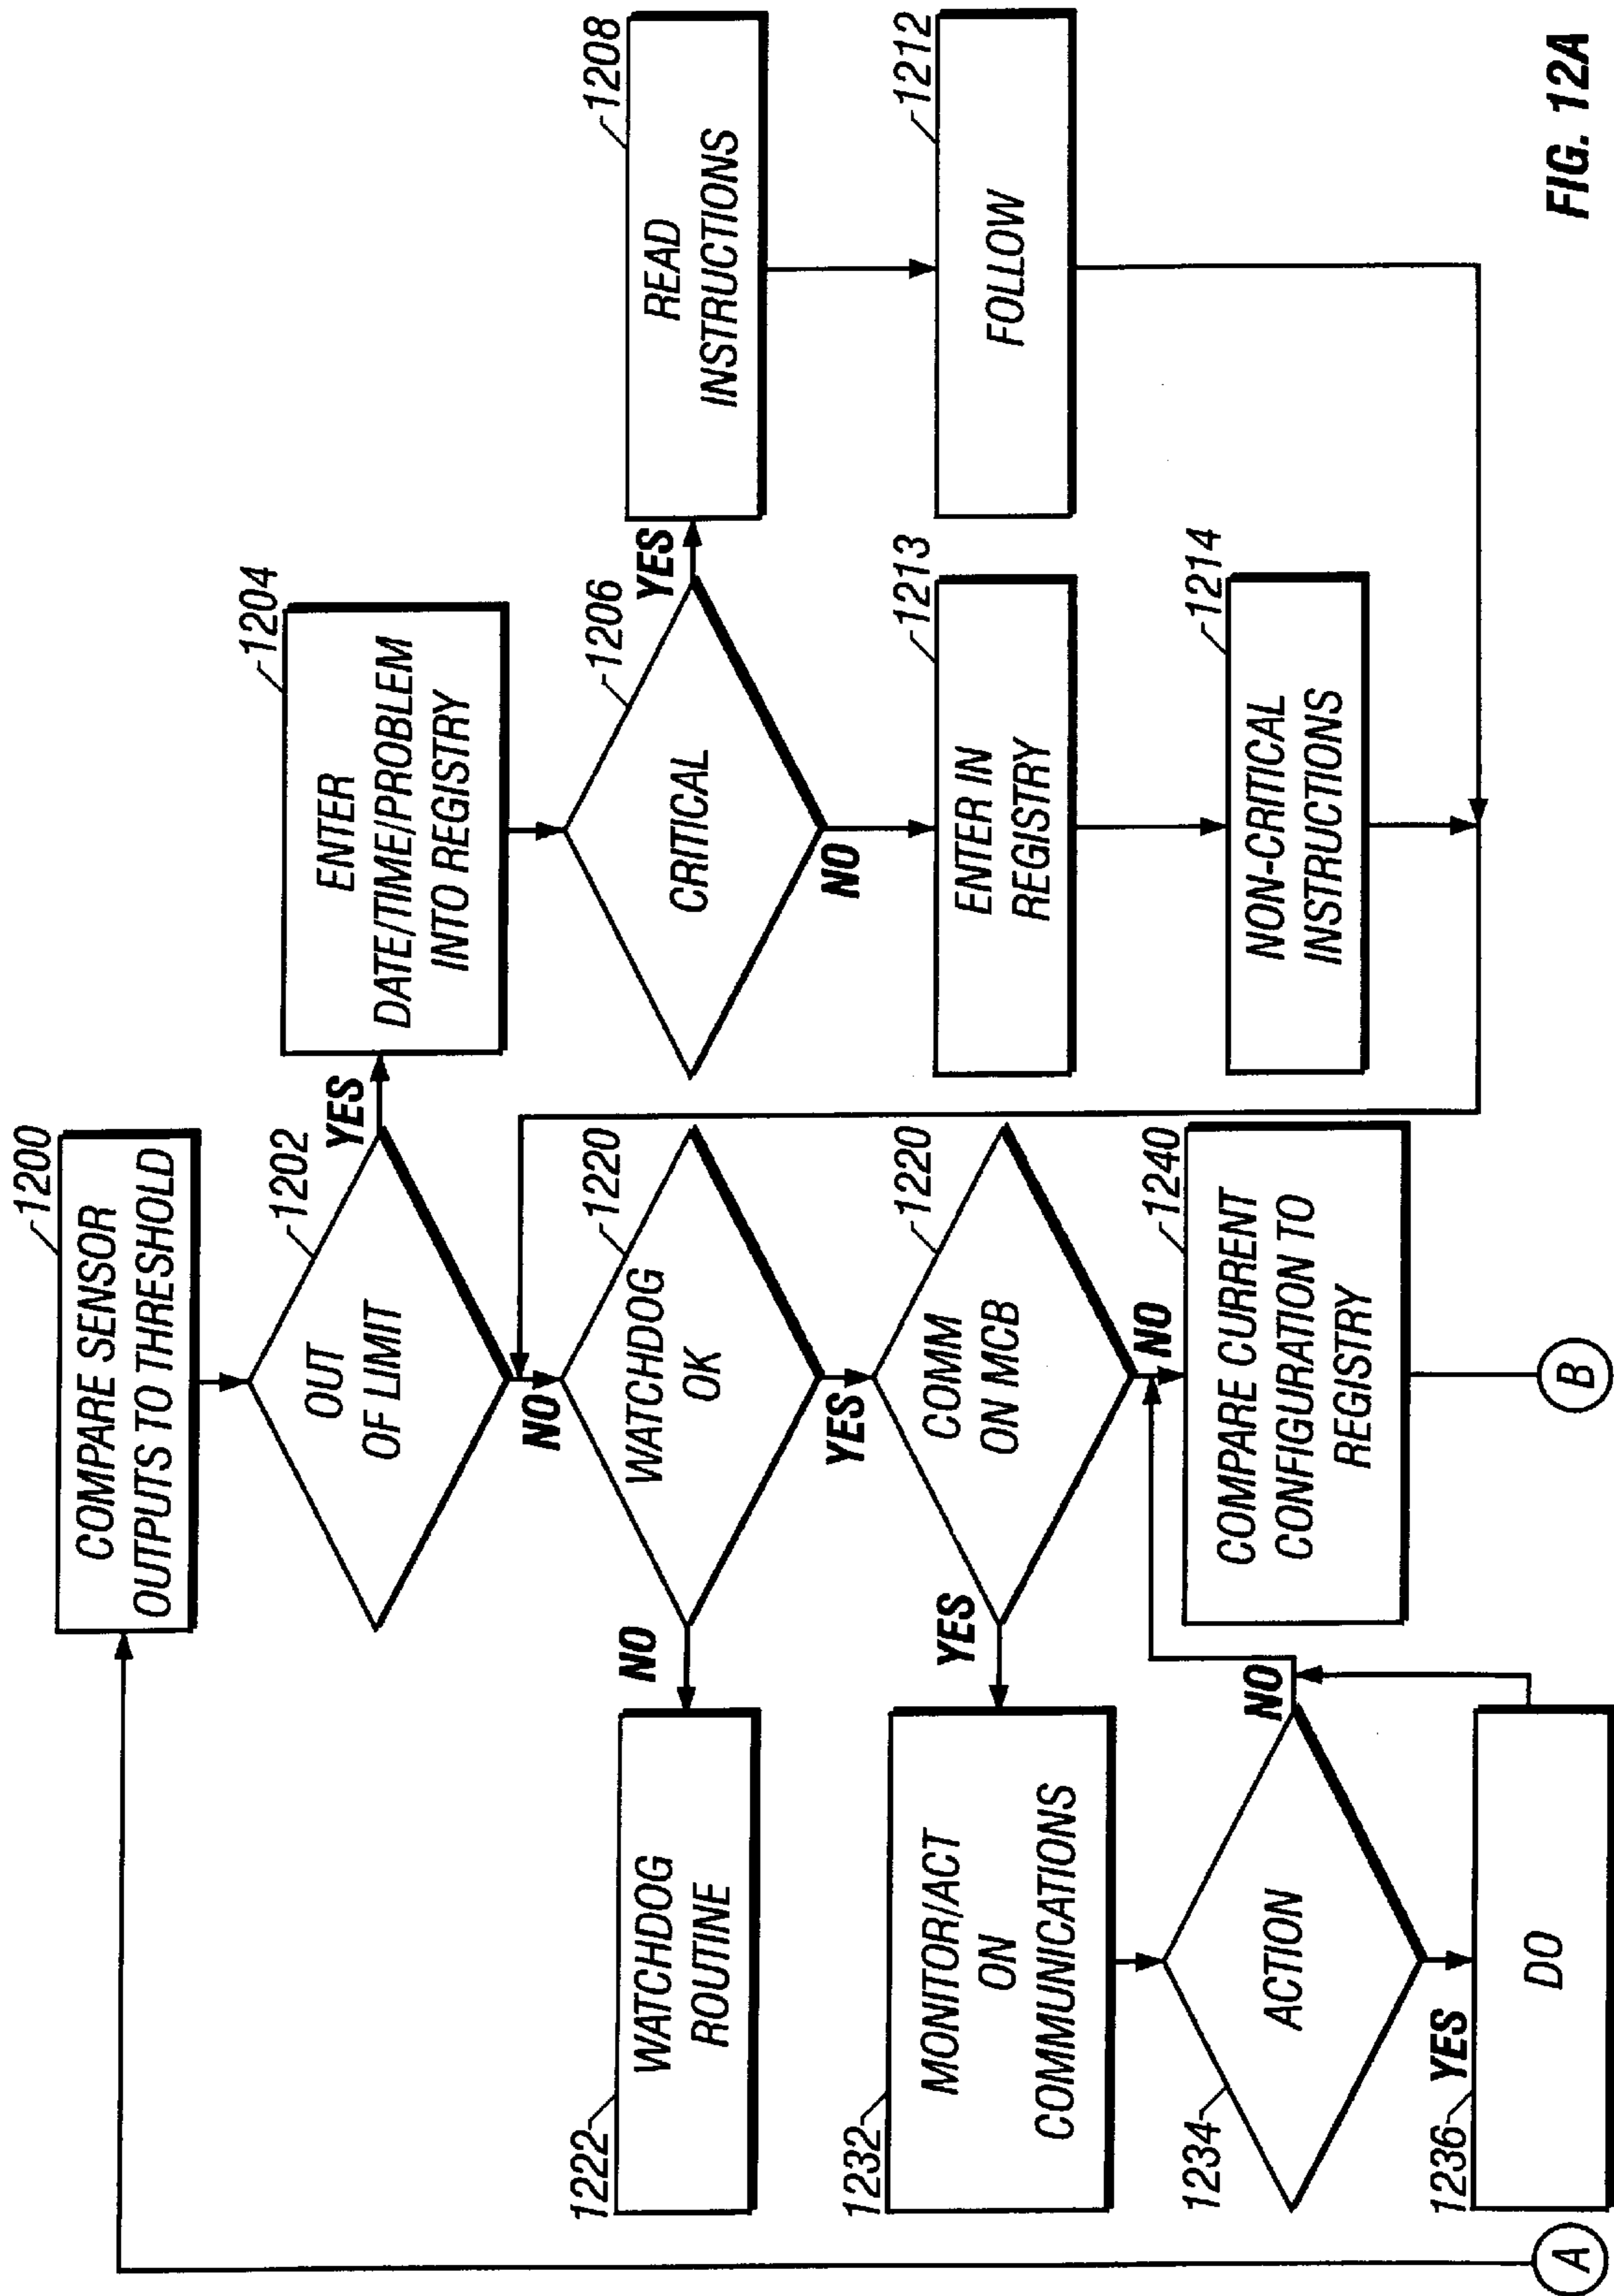 1200
COMPARE SENSOR
OUTPUTS TO THRESHOLD
1202
OUT
OF LIMIT
YES
NO
1204
ENTER
DATE/TIME/PROBLEM
INTO REGISTRY
1206
CRITICAL
YES
NO
1208
READ
INSTRUCTIONS
1212
FOLLOW
1213
ENTER IN
REGISTRY
1214
NON-CRITICAL
INSTRUCTIONS
1220
WATCHDOG
OK
NO
YES
1222
WATCHDOG
ROUTINE
1220
COMM
ON MCB
YES
NO
1232
MONITOR/ACT
ON
COMMUNICATIONS
1234
ACTION
NO
YES
1236
DO
1240
COMPARE CURRENT
CONFIGURATION TO
REGISTRY
A
B
FIG. 12A